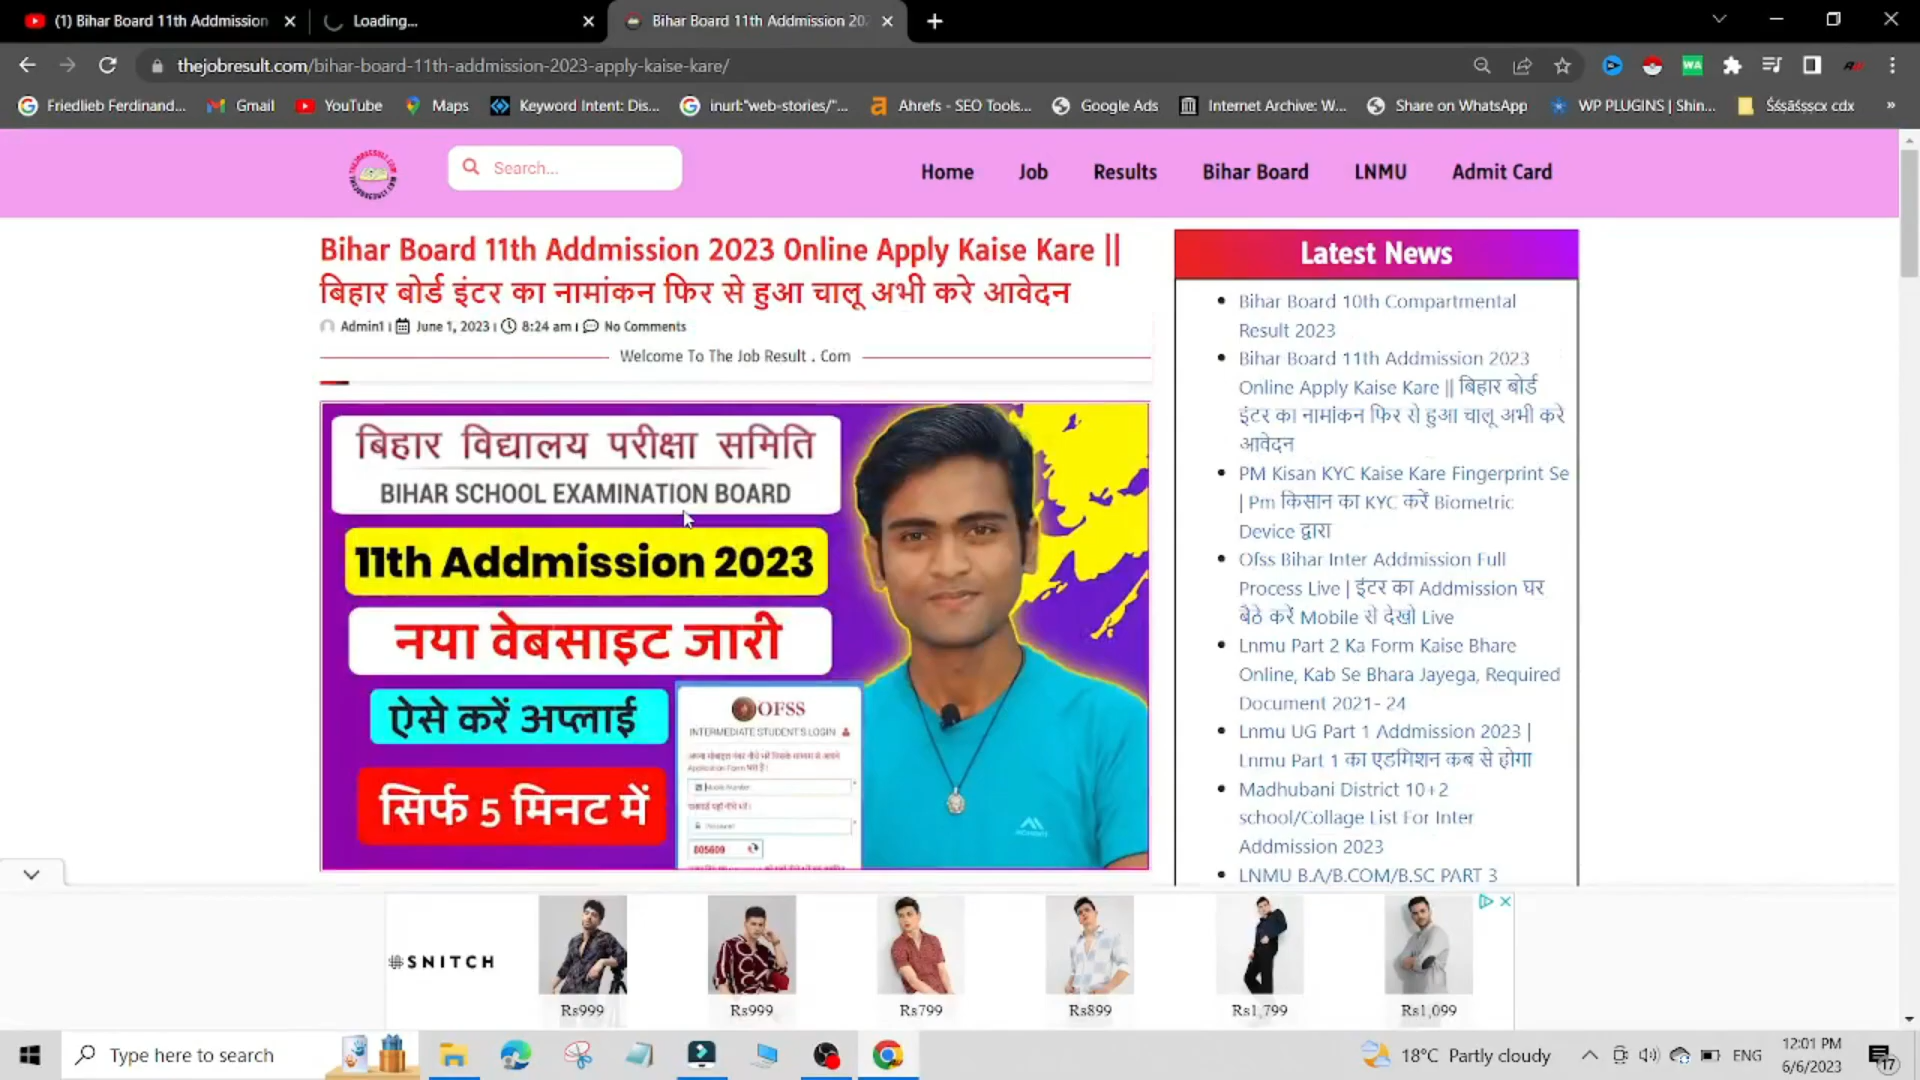 (1) Bihar Board 11th Addmission
Loading...
Bihar Board 11th Addmission 20
thejobresult.com/bihar-board-11th-addmission-2023-apply-kaise-kare/
Friedlieb Ferdinand...
Gmail
YouTube
Maps
Keyword Intent: Dis...
inurl:"web-stories/"...
Ahrefs - SEO Tools...
Google Ads
Internet Archive: W...
Share on WhatsApp
WP PLUGINS | Shin...
Śśsāśşşcx cdx
»
Search...
Home
Job
Results
Bihar Board
LNMU
Admit Card
Bihar Board 11th Addmission 2023 Online Apply Kaise Kare ||
बिहार बोर्ड इंटर का नामांकन फिर से हुआ चालू अभी करे आवेदन
Admin1 | June 1, 2023 | 8:24 am | No Comments
Welcome To The Job Result . Com
बिहार विद्यालय परीक्षा समिति
BIHAR SCHOOL EXAMINATION BOARD
11th Addmission 2023
नया वेबसाइट जारी
ऐसे करें अप्लाई
सिर्फ 5 मिनट में
OFSS
INTERMEDIATE STUDENT'S LOGIN
Mobile Number
Password
005609
Latest News
Bihar Board 10th Compartmental
Result 2023
Bihar Board 11th Addmission 2023
Online Apply Kaise Kare || बिहार बोर्ड
इंटर का नामांकन फिर से हुआ चालू अभी करे
आवेदन
PM Kisan KYC Kaise Kare Fingerprint Se
| Pm किसान का KYC करें Biometric
Device द्वारा
Ofss Bihar Inter Addmission Full
Process Live | इंटर का Addmission घर
बैठे करें Mobile से देखो Live
Lnmu Part 2 Ka Form Kaise Bhare
Online, Kab Se Bhara Jayega, Required
Document 2021- 24
Lnmu UG Part 1 Addmission 2023 |
Lnmu Part 1 का एडमिशन कब से होगा
Madhubani District 10+2
school/Collage List For Inter
Addmission 2023
LNMU B.A/B.COM/B.SC PART 3
SNITCH
Rs999
Rs999
Rs799
Rs899
Rs1,799
Rs1,099
Type here to search
18°C Partly cloudy
ENG
12:01 PM
6/6/2023
17